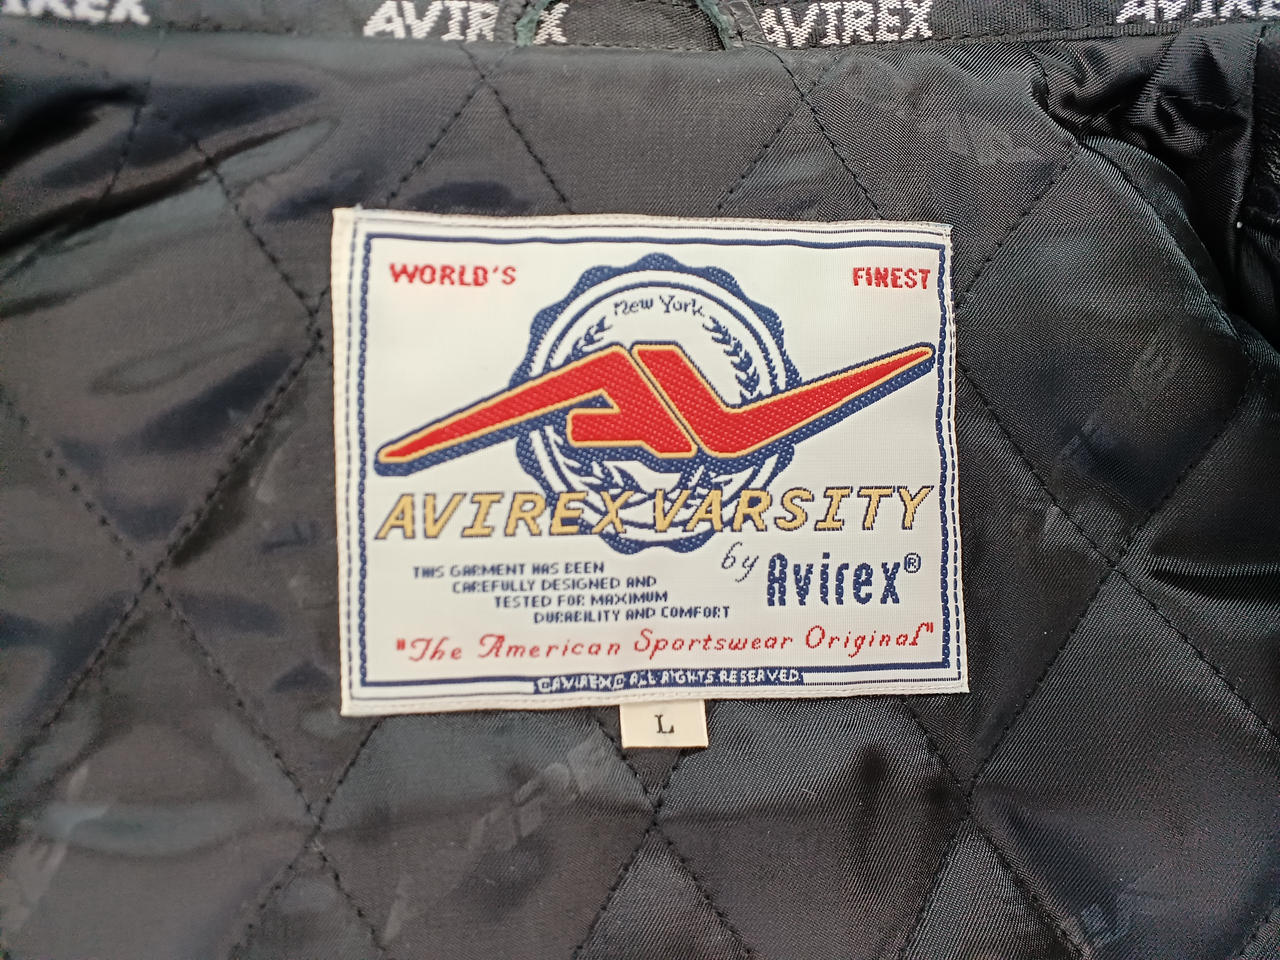 AVIREX AVIREX AVIREX AVIREX
WORLD'S FINEST
New York
AVIREX VARSITY
by Avirex®
THIS GARMENT HAS BEEN
CAREFULLY DESIGNED AND
TESTED FOR MAXIMUM
DURABILITY AND COMFORT
"The American Sportswear Original"
©AVIREX© ALL RIGHTS RESERVED.
L